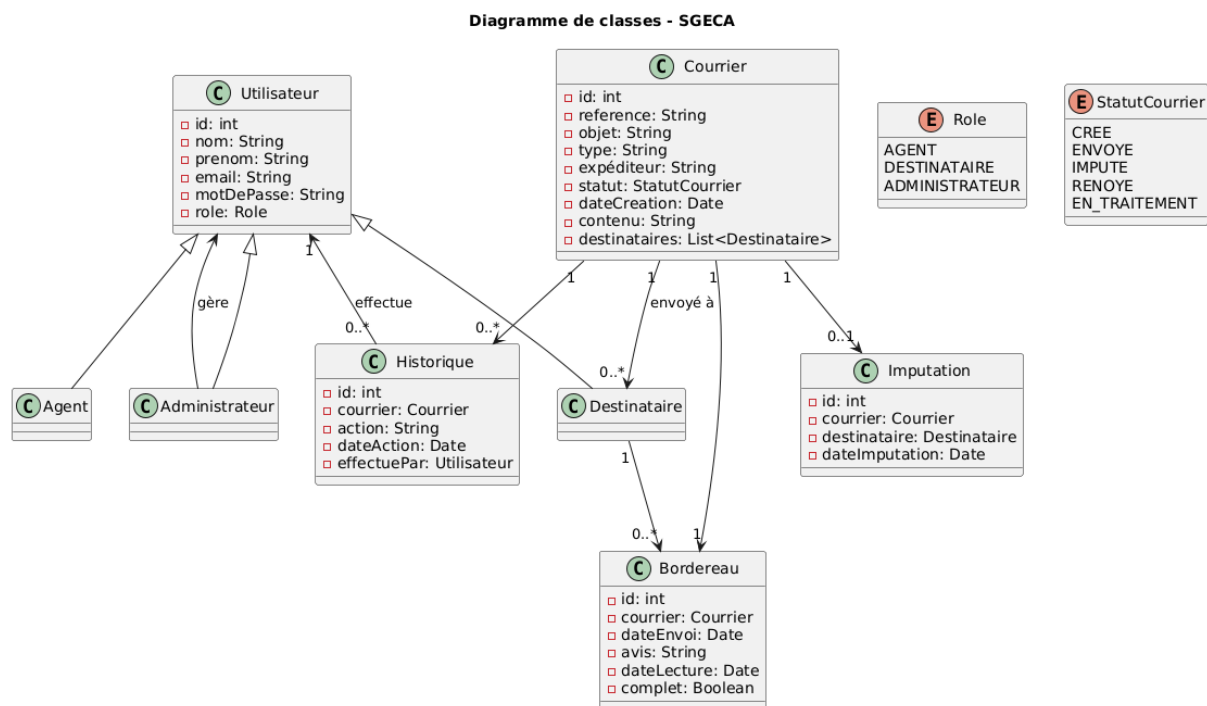 Diagramme de classes - SGECA
C Utilisateur
id: int
nom: String
prenom: String
email: String
motDePasse: String
role: Role
C Courrier
id: int
reference: String
objet: String
type: String
expéditeur: String
statut: StatutCourrier
dateCreation: Date
contenu: String
destinataires: List<Destinataire>
E Role
AGENT
DESTINATAIRE
ADMINISTRATEUR
E StatutCourrier
CREE
ENVOYE
IMPUTE
RENOYE
EN_TRAITEMENT
1
1
1
1
1
gère
effectue
envoyé à
0..*
0..*
0..*
0..1
C Agent
C Administrateur
C Historique
id: int
courrier: Courrier
action: String
dateAction: Date
effectuePar: Utilisateur
C Destinataire
C Imputation
id: int
courrier: Courrier
destinataire: Destinataire
dateImputation: Date
1
0..*
1
C Bordereau
id: int
courrier: Courrier
dateEnvoi: Date
avis: String
dateLecture: Date
complet: Boolean